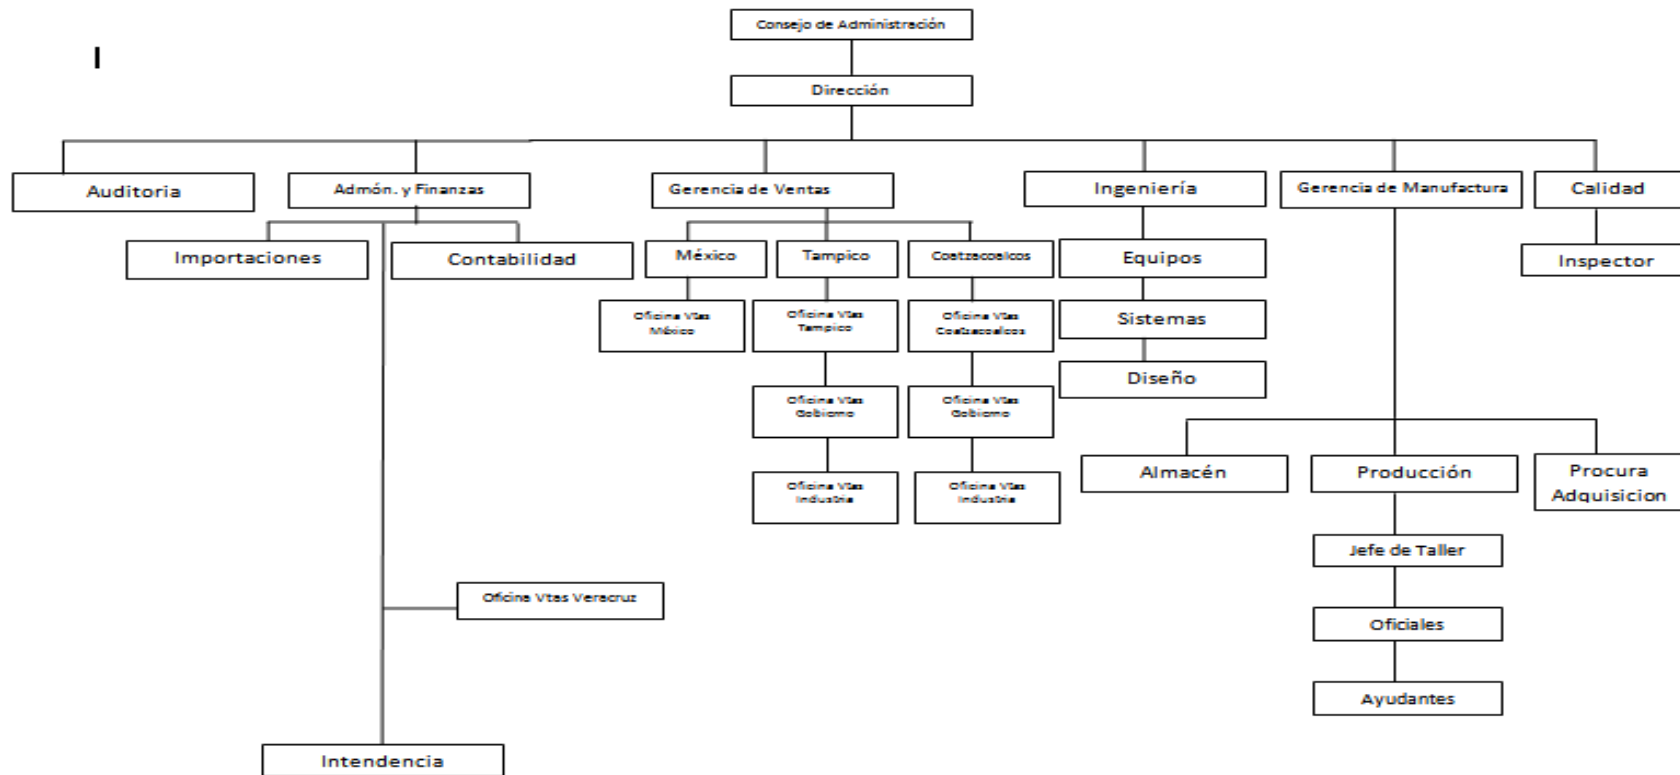 Consejo de Administración
I
Dirección
Auditoria
Admón. y Finanzas
Gerencia de Ventas
Ingeniería
Gerencia de Manufactura
Calidad
Importaciones
Contabilidad
México
Tampico
Coatzacoalcos
Equipos
Inspector
Oficina Vtas
México
Oficina Vtas
Tampico
Oficina Vtas
Coatzacoalcos
Sistemas
Diseño
Oficina Vtas
Gobierno
Oficina Vtas
Gobierno
Almacén
Producción
Procura
Adquisicion
Oficina Vtas
Industria
Oficina Vtas
Industria
Jefe de Taller
Oficina Vtas Veracruz
Oficiales
Ayudantes
Intendencia